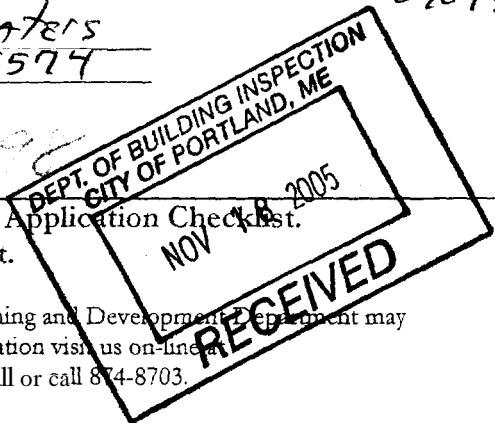 aters
574
DEPT. OF BUILDING INSPECTION
CITY OF PORTLAND, ME
NOV 18 2005
RECEIVED
Application Checklist.
t.
ning and Development Department may
ation visit us on-line at
ll or call 874-8703.